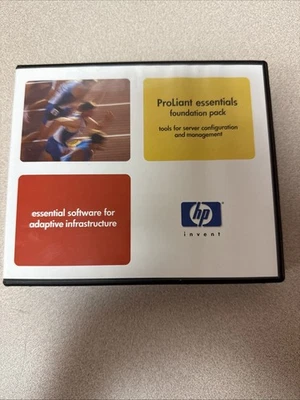 ProLiant essentials
foundation pack
tools for server configuration
and management
essential software for
adaptive infrastructure
hp
invent